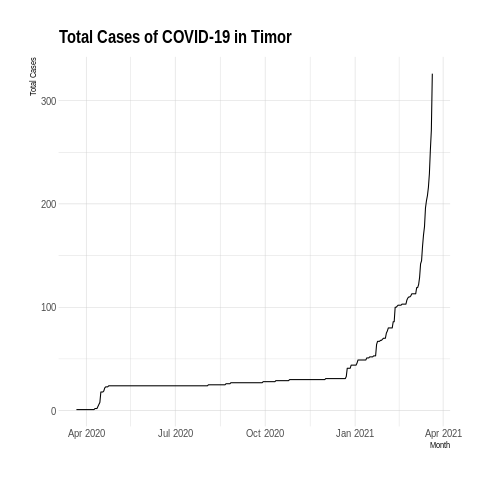 Total Cases of COVID-19 in Timor
Total Cases
300
200
100
0
Apr 2020 Jul 2020 Oct 2020 Jan 2021 Apr 2021
Month